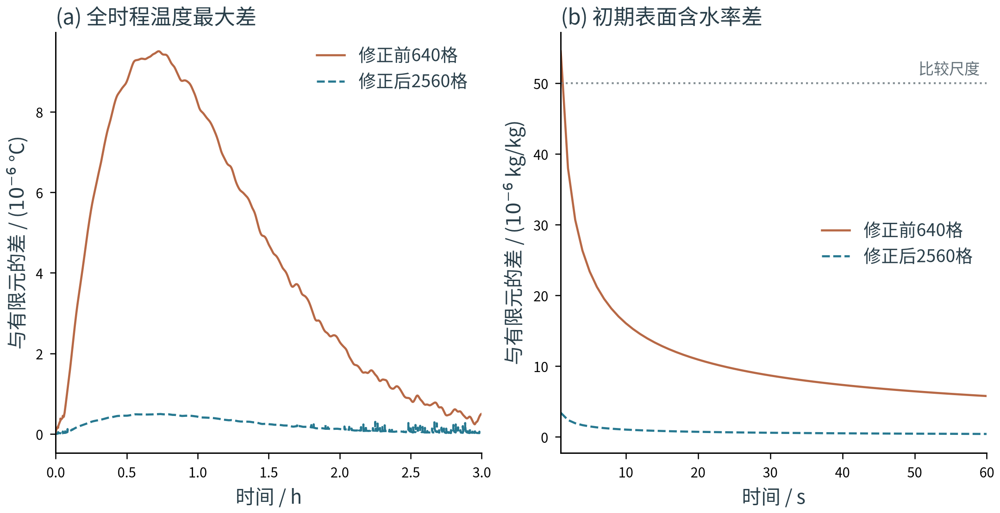 (a) 全时程温度最大差
修正前640格
修正后2560格
与有限元的差 / (10⁻⁶ °C)
8
6
4
2
0
0.0 0.5 1.0 1.5 2.0 2.5 3.0
时间 / h
(b) 初期表面含水率差
比较尺度
修正前640格
修正后2560格
与有限元的差 / (10⁻⁶ kg/kg)
50
40
30
20
10
0
10 20 30 40 50 60
时间 / s